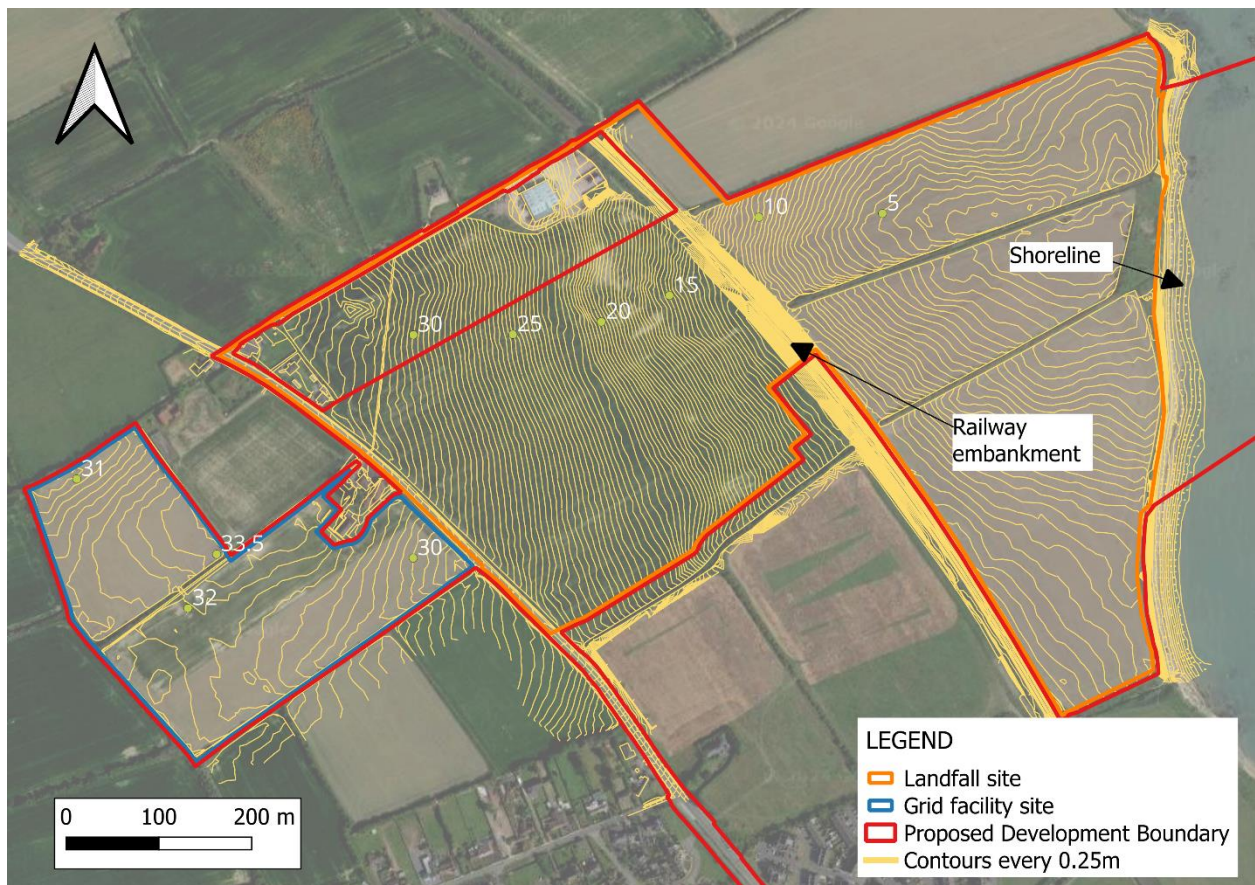 10
5
Shoreline
15
20
30
25
Railway
embankment
31
33.5
30
32
LEGEND
Landfall site
Grid facility site
Proposed Development Boundary
Contours every 0.25m
0 100 200 m